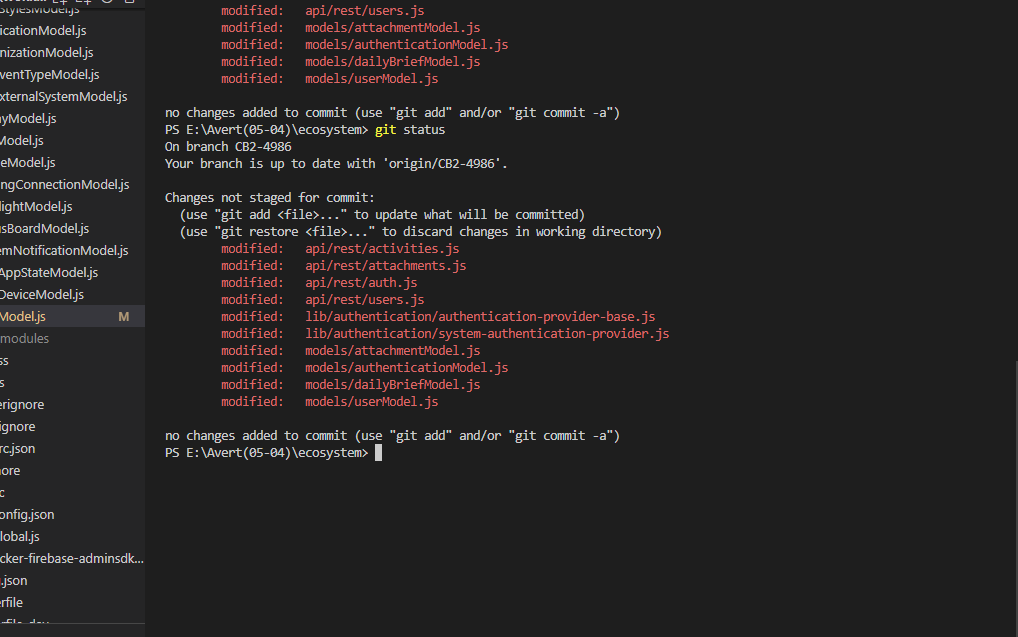 StylesModel.js
icationModel.js
nizationModel.js
ventTypeModel.js
xternalSystemModel.js
ayModel.js
Model.js
eModel.js
ngConnectionModel.js
lightModel.js
usBoardModel.js
emNotificationModel.js
AppStateModel.js
DeviceModel.js
Model.js M
modules
ss
s
erignore
ignore
rc.json
nore
c
onfig.json
lobal.js
cker-firebase-adminsdk...
.json
erfile
modified: api/rest/users.js
modified: models/attachmentModel.js
modified: models/authenticationModel.js
modified: models/dailyBriefModel.js
modified: models/userModel.js
no changes added to commit (use "git add" and/or "git commit -a")
PS E:\Avert(05-04)\ecosystem> git status
On branch CB2-4986
Your branch is up to date with 'origin/CB2-4986'.
Changes not staged for commit:
(use "git add <file>..." to update what will be committed)
(use "git restore <file>..." to discard changes in working directory)
modified: api/rest/activities.js
modified: api/rest/attachments.js
modified: api/rest/auth.js
modified: api/rest/users.js
modified: lib/authentication/authentication-provider-base.js
modified: lib/authentication/system-authentication-provider.js
modified: models/attachmentModel.js
modified: models/authenticationModel.js
modified: models/dailyBriefModel.js
modified: models/userModel.js
no changes added to commit (use "git add" and/or "git commit -a")
PS E:\Avert(05-04)\ecosystem>